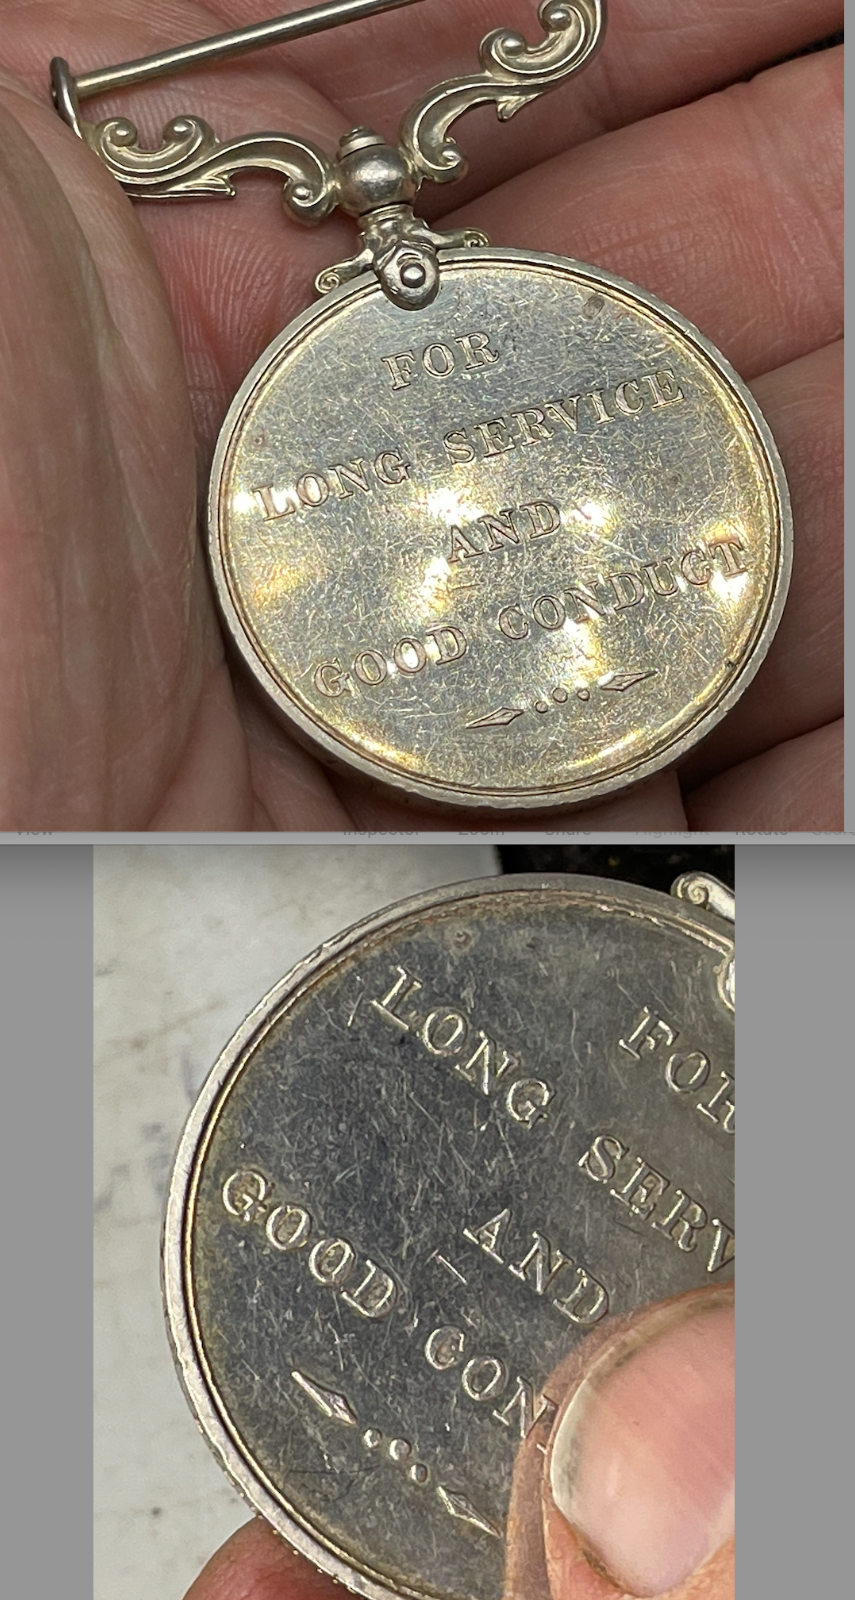 FOR
LONG SERVICE
AND
GOOD CONDUCT
FOR
LONG SERV
AND
GOOD CON